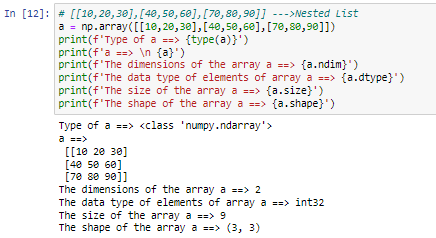 In [12]: # [[10,20,30],[40,50,60],[70,80,90]] --->Nested List
a = np.array([[10,20,30],[40,50,60],[70,80,90]])
print(f'Type of a ==> {type(a)}')
print(f'a ==> \n {a}')
print(f'The dimensions of the array a ==> {a.ndim}')
print(f'The data type of elements of array a ==> {a.dtype}')
print(f'The size of the array a ==> {a.size}')
print(f'The shape of the array a ==> {a.shape}')
Type of a ==> <class 'numpy.ndarray'>
a ==>
[[10 20 30]
[40 50 60]
[70 80 90]]
The dimensions of the array a ==> 2
The data type of elements of array a ==> int32
The size of the array a ==> 9
The shape of the array a ==> (3, 3)